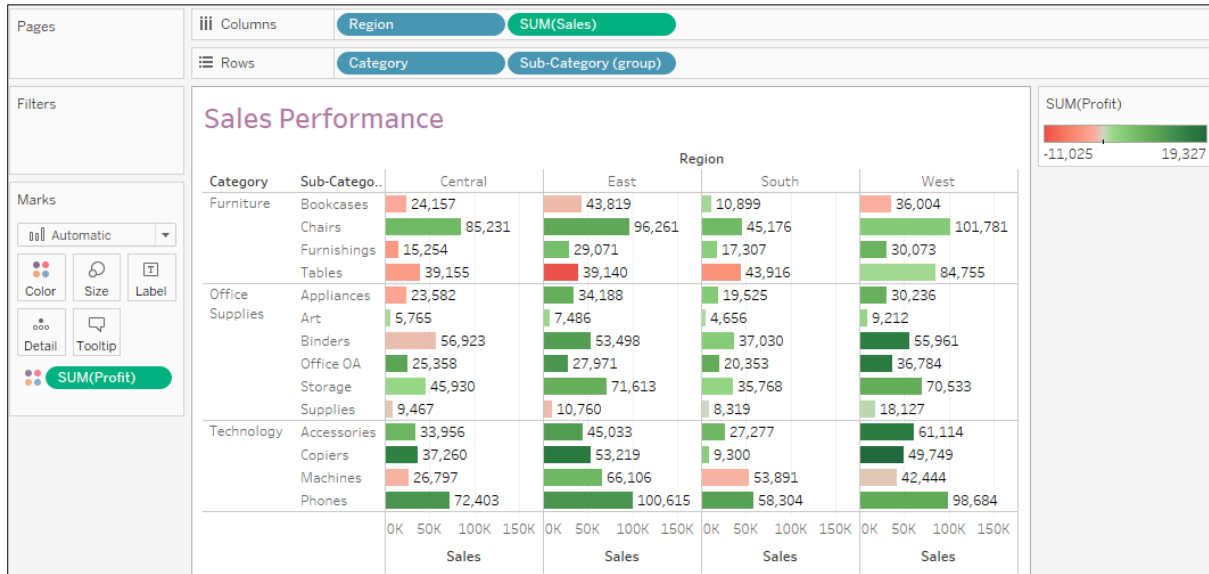 Pages
Columns Region SUM(Sales)
Rows Category Sub-Category (group)
Filters
Marks
Automatic
Color Size Label
Detail Tooltip
SUM(Profit)
Sales Performance
Region
Category Sub-Catego.. Central East South West
Furniture Bookcases 24,157 43,819 10,899 36,004
Chairs 85,231 96,261 45,176 101,781
Furnishings 15,254 29,071 17,307 30,073
Tables 39,155 39,140 43,916 84,755
Office Appliances 23,582 34,188 19,525 30,236
Supplies Art 5,765 7,486 4,656 9,212
Binders 56,923 53,498 37,030 55,961
Office OA 25,358 27,971 20,353 36,784
Storage 45,930 71,613 35,768 70,533
Supplies 9,467 10,760 8,319 18,127
Technology Accessories 33,956 45,033 27,277 61,114
Copiers 37,260 53,219 9,300 49,749
Machines 26,797 66,106 53,891 42,444
Phones 72,403 100,615 58,304 98,684
0K 50K 100K 150K 0K 50K 100K 150K 0K 50K 100K 150K 0K 50K 100K 150K
Sales Sales Sales Sales
SUM(Profit)
-11,025 19,327